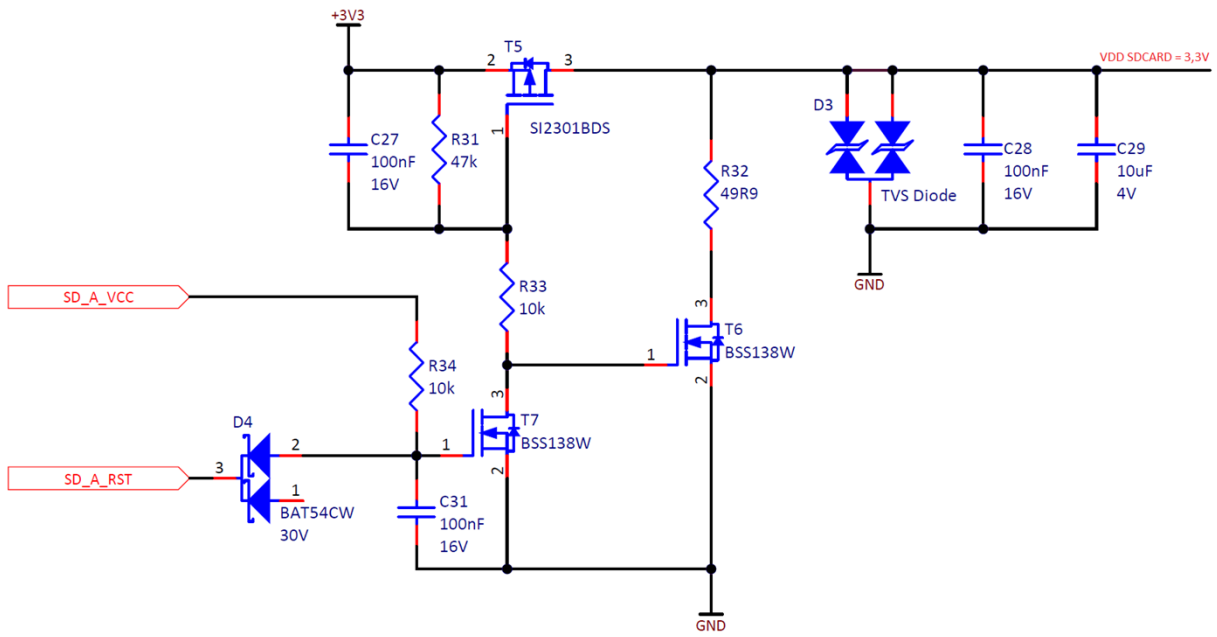 +3V3
T5
2
3
VDD SDCARD = 3,3V
1
SI2301BDS
C27
100nF
16V
R31
47k
R32
49R9
D3
TVS Diode
C28
100nF
16V
C29
10uF
4V
GND
SD_A_VCC
R33
10k
R34
10k
3
T6
BSS138W
1
2
D4
3
T7
BSS138W
1
2
2
SD_A_RST
3
1
BAT54CW
30V
C31
100nF
16V
GND